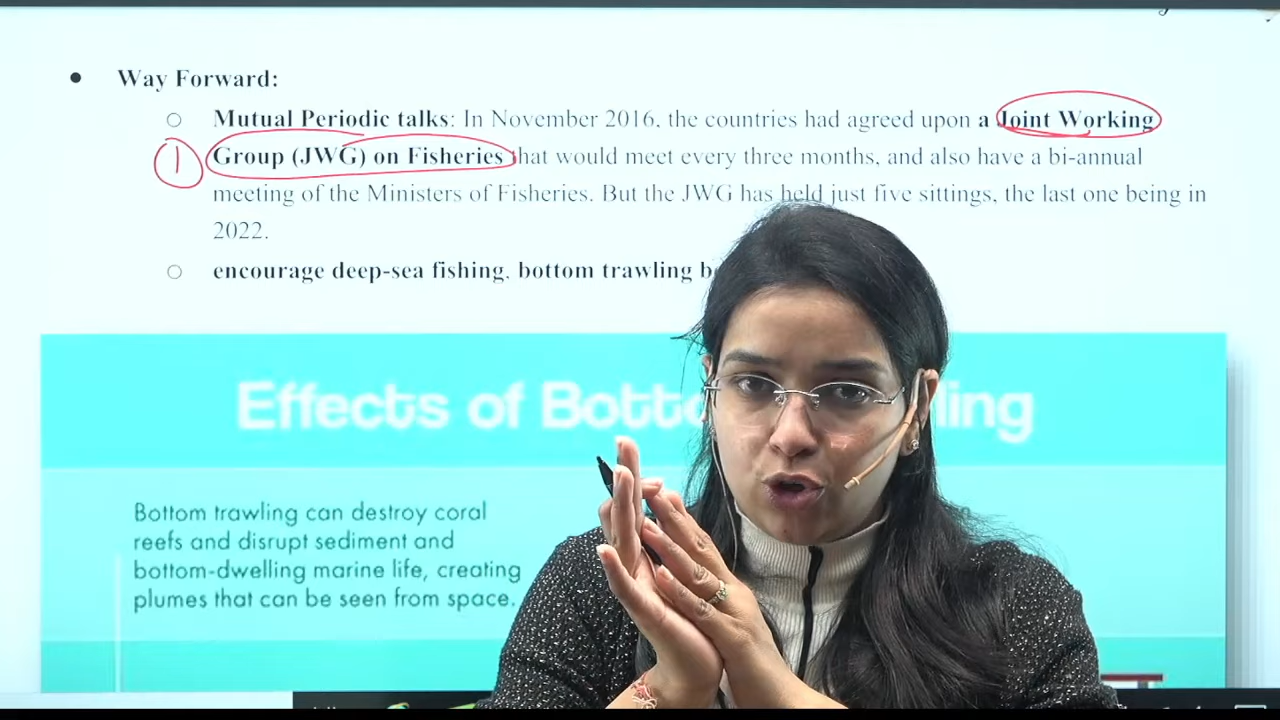 • Way Forward:
○ Mutual Periodic talks: In November 2016, the countries had agreed upon a Joint Working
1
Group (JWG) on Fisheries that would meet every three months, and also have a bi-annual
meeting of the Ministers of Fisheries. But the JWG has held just five sittings, the last one being in
2022.
○ encourage deep-sea fishing, bottom trawling
Effects of
Bottom trawling can destroy coral
reefs and disrupt sediment and
bottom-dwelling marine life, creating
plumes that can be seen from space.